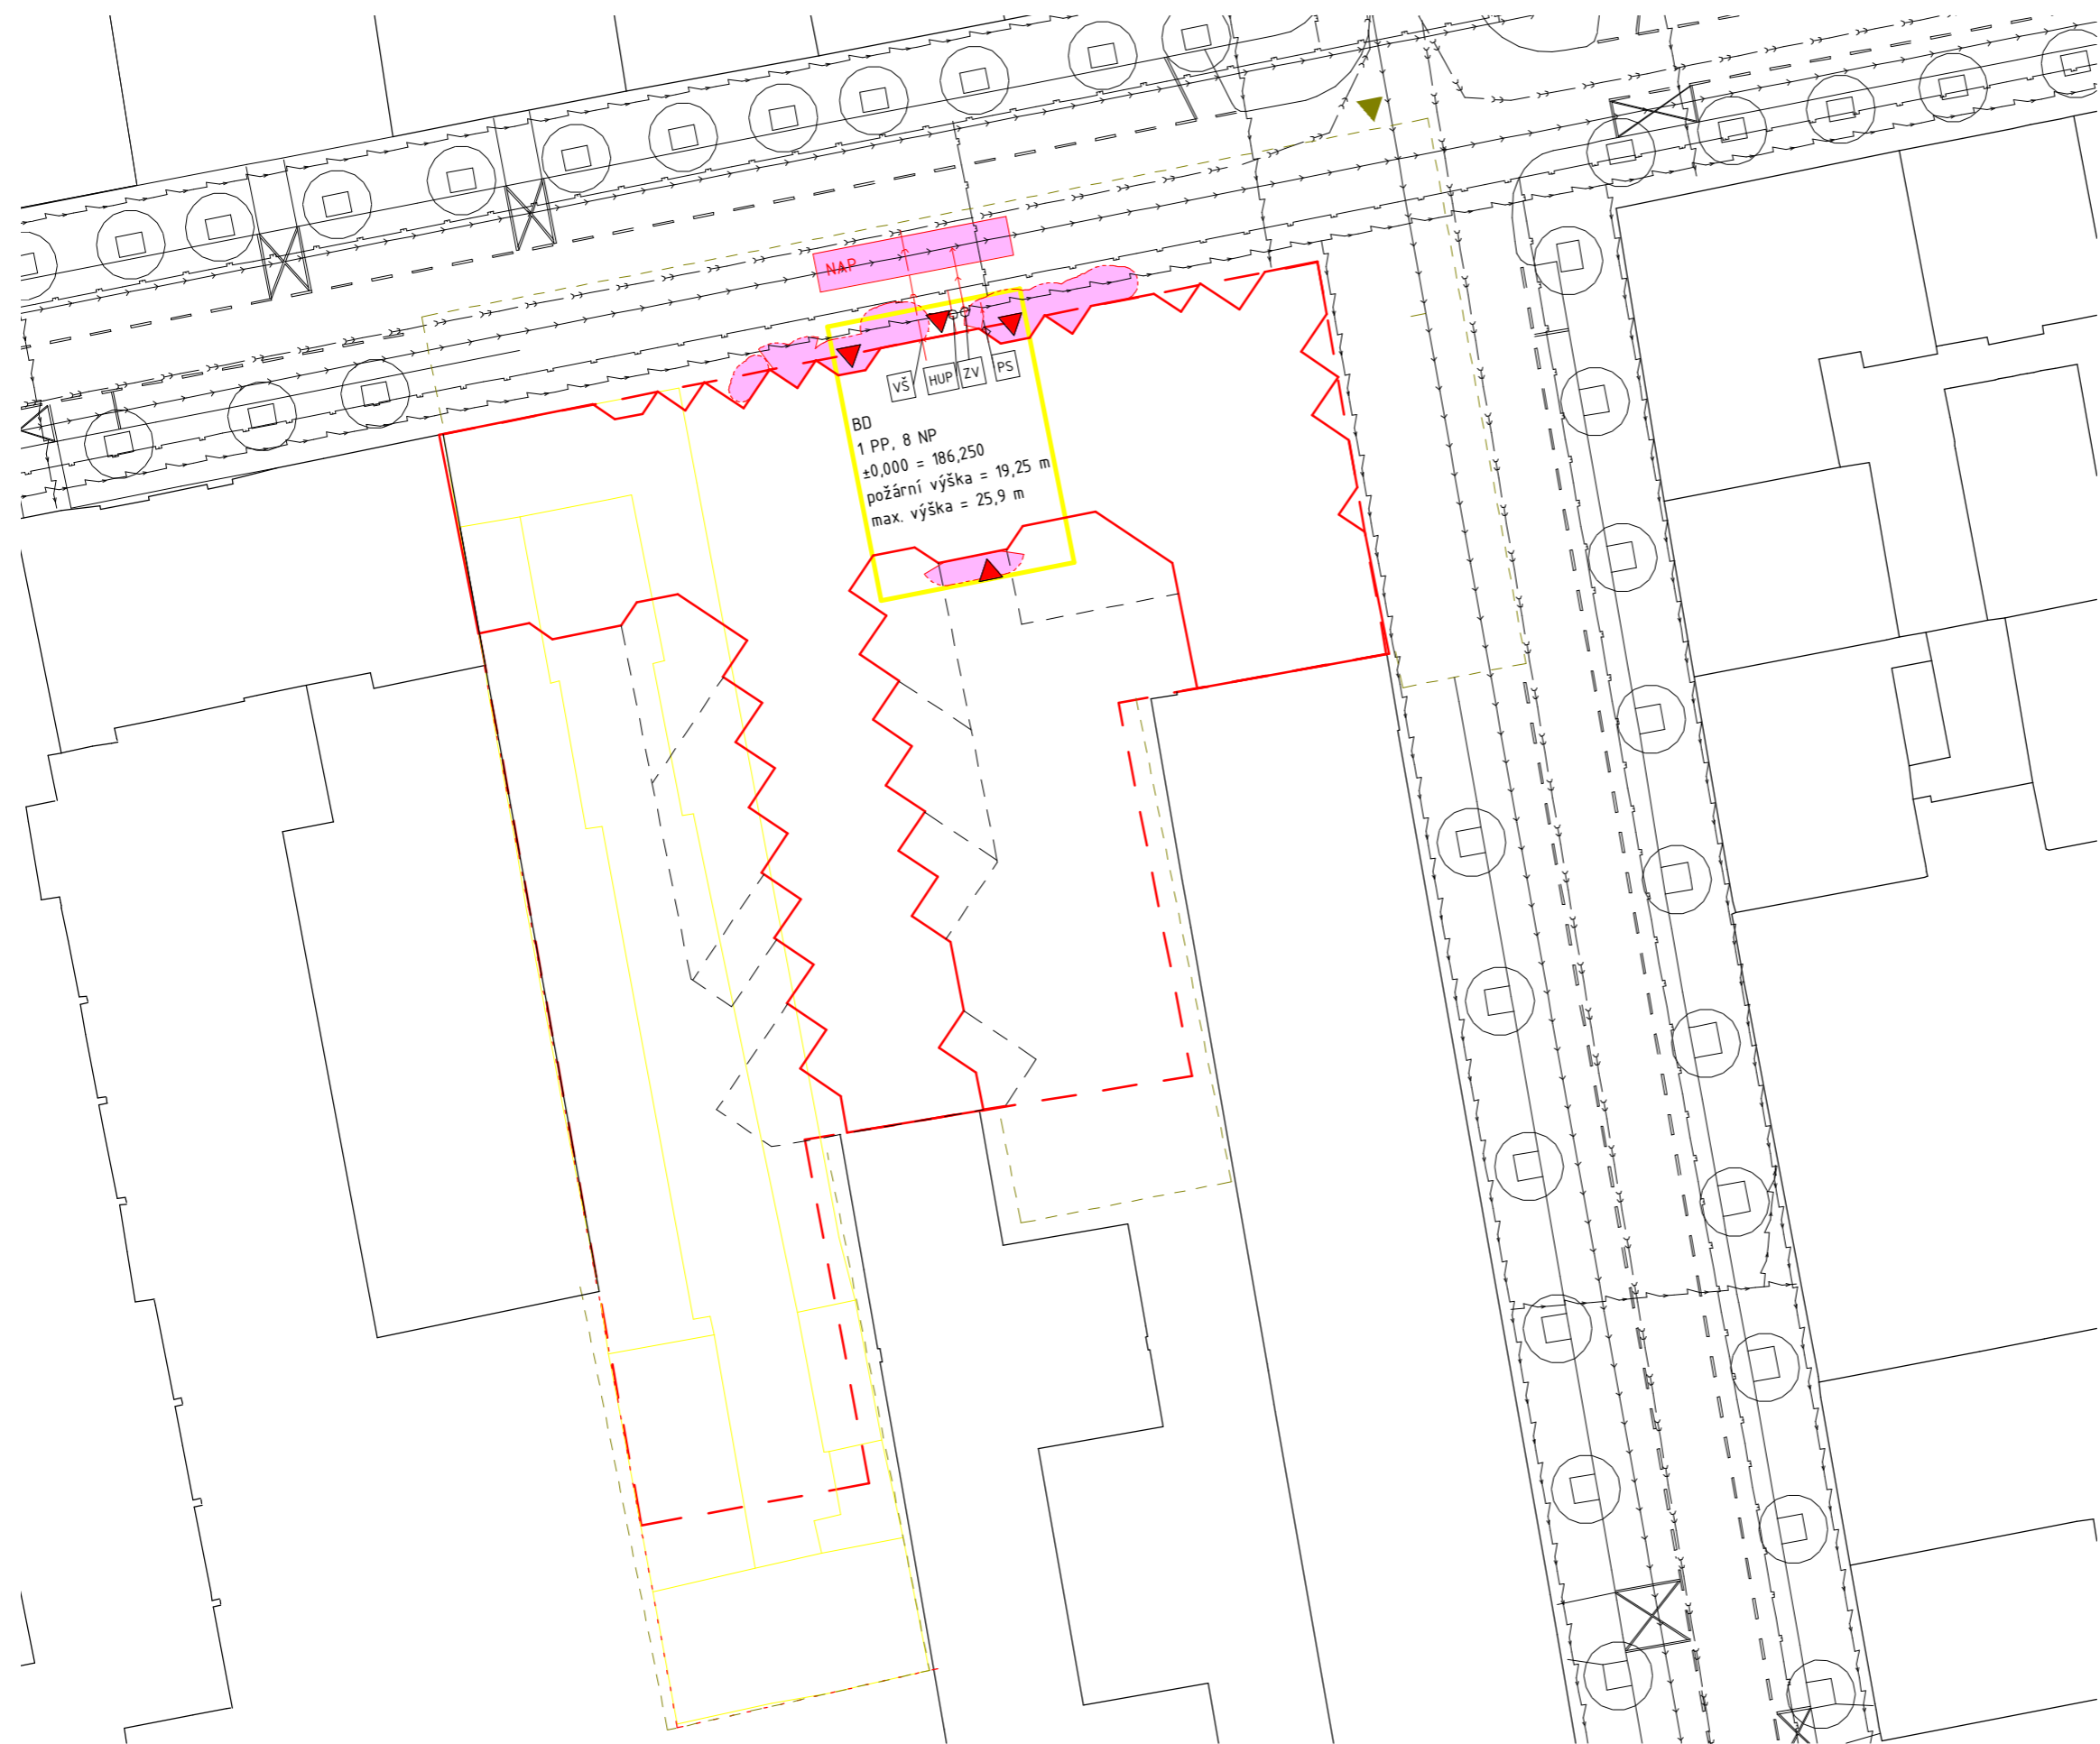 NAP
VŠ
HUP
ZV
PS
BD
1 PP, 8 NP
±0,000 = 186,250
požární výška = 19,25 m
max. výška = 25,9 m